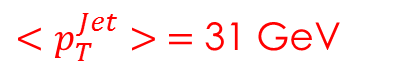 < p_T^{Jet} > = 31 GeV